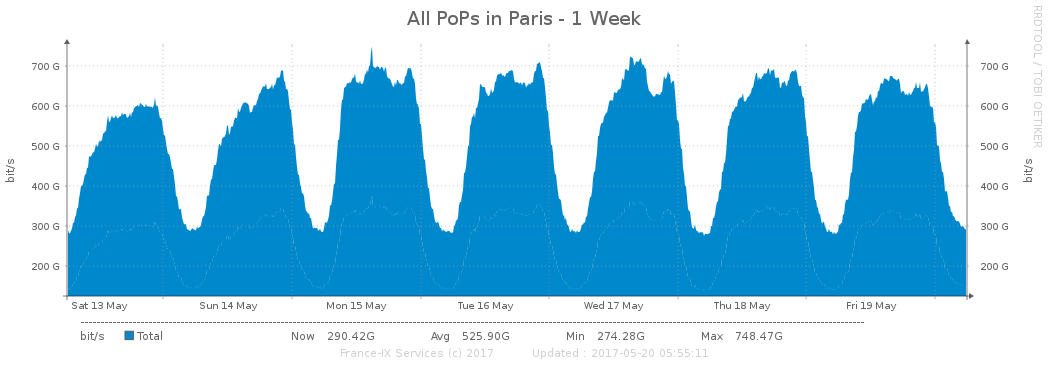 All PoPs in Paris - 1 Week
RRDTOOL / TOBI OETIKER
700 G 700 G
600 G 600 G
500 G 500 G
400 G 400 G
300 G 300 G
200 G 200 G
bit/s
bit/s
Sat 13 May Sun 14 May Mon 15 May Tue 16 May Wed 17 May Thu 18 May Fri 19 May
bit/s Total Now 290.42G Avg 525.90G Min 274.28G Max 748.47G
France-IX Services (c) 2017 Updated : 2017-05-20 05:55:11